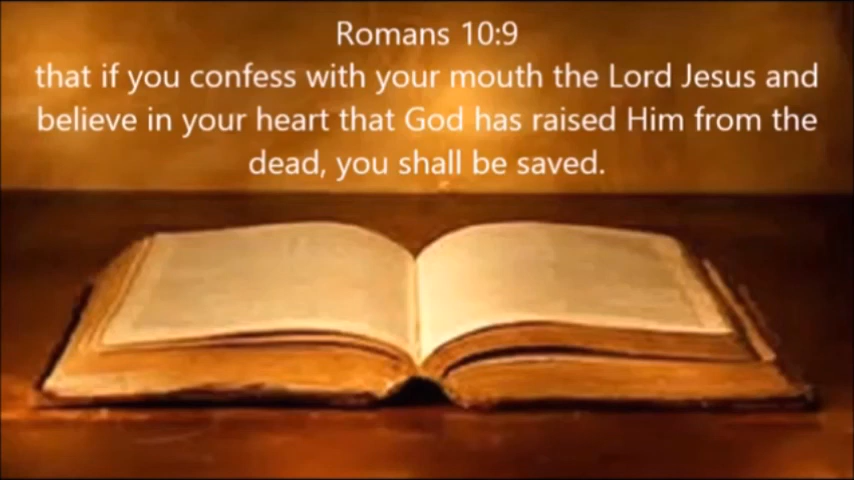 Romans 10:9
that if you confess with your mouth the Lord Jesus and
believe in your heart that God has raised Him from the
dead, you shall be saved.